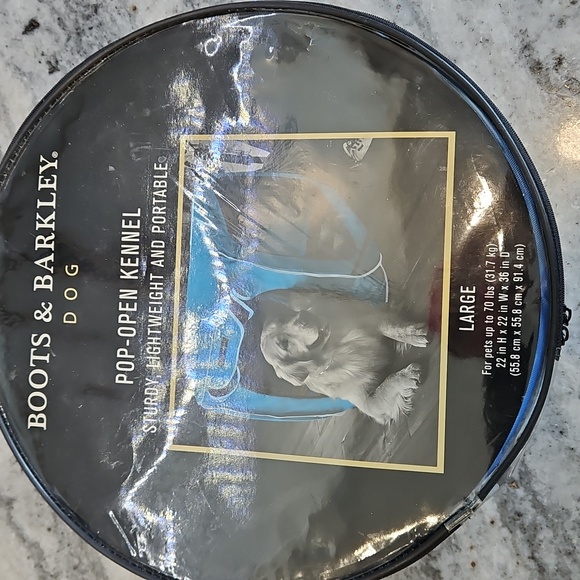 BOOTS & BARKLEY®
DOG
POP-OPEN KENNEL
STURDY, LIGHTWEIGHT AND PORTABLE
LARGE
For pets up to 70 lbs (31.7 kg)
22 in H x 22 in W x 36 in D
(55.8 cm x 55.8 cm x 91.4 cm)